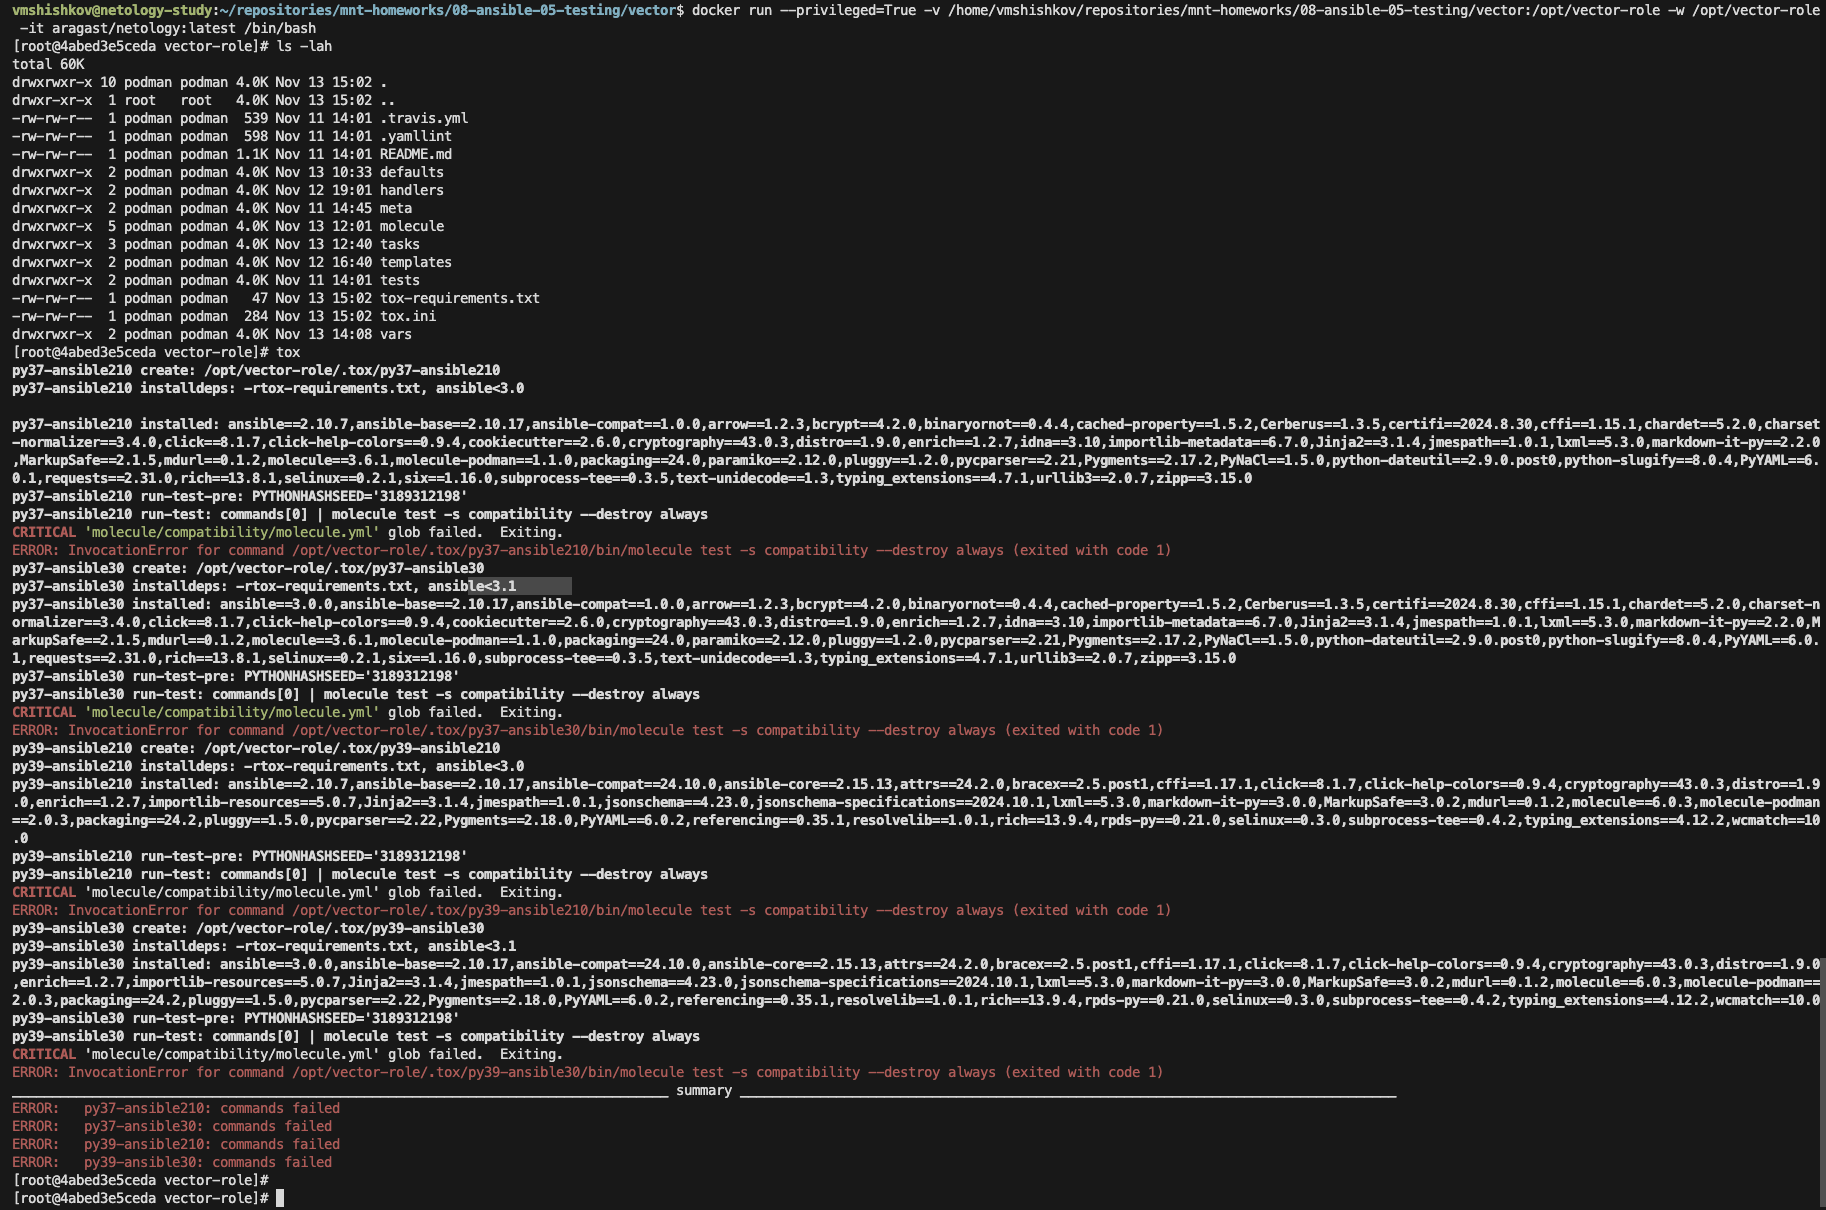 vmshishkov@netology-study:~/repositories/mnt-homeworks/08-ansible-05-testing/vector$ docker run --privileged=True -v /home/vmshishkov/repositories/mnt-homeworks/08-ansible-05-testing/vector:/opt/vector-role -w /opt/vector-role
 -it aragast/netology:latest /bin/bash
[root@4abed3e5ceda vector-role]# ls -lah
total 60K
drwxrwxr-x 10 podman podman 4.0K Nov 13 15:02 .
drwxr-xr-x  1 root   root   4.0K Nov 13 15:02 ..
-rw-rw-r--  1 podman podman  539 Nov 11 14:01 .travis.yml
-rw-rw-r--  1 podman podman  598 Nov 11 14:01 .yamllint
-rw-rw-r--  1 podman podman 1.1K Nov 11 14:01 README.md
drwxrwxr-x  2 podman podman 4.0K Nov 13 10:33 defaults
drwxrwxr-x  2 podman podman 4.0K Nov 12 19:01 handlers
drwxrwxr-x  2 podman podman 4.0K Nov 11 14:45 meta
drwxrwxr-x  5 podman podman 4.0K Nov 13 12:01 molecule
drwxrwxr-x  3 podman podman 4.0K Nov 13 12:40 tasks
drwxrwxr-x  2 podman podman 4.0K Nov 12 16:40 templates
drwxrwxr-x  2 podman podman 4.0K Nov 11 14:01 tests
-rw-rw-r--  1 podman podman   47 Nov 13 15:02 tox-requirements.txt
-rw-rw-r--  1 podman podman  284 Nov 13 15:02 tox.ini
drwxrwxr-x  2 podman podman 4.0K Nov 13 14:08 vars
[root@4abed3e5ceda vector-role]# tox
py37-ansible210 create: /opt/vector-role/.tox/py37-ansible210
py37-ansible210 installdeps: -rtox-requirements.txt, ansible<3.0
py37-ansible210 installed: ansible==2.10.7,ansible-base==2.10.17,ansible-compat==1.0.0,arrow==1.2.3,bcrypt==4.2.0,binaryornot==0.4.4,cached-property==1.5.2,Cerberus==1.3.5,certifi==2024.8.30,cffi==1.15.1,chardet==5.2.0,charset
-normalizer==3.4.0,click==8.1.7,click-help-colors==0.9.4,cookiecutter==2.6.0,cryptography==43.0.3,distro==1.9.0,enrich==1.2.7,idna==3.10,importlib-metadata==6.7.0,Jinja2==3.1.4,jmespath==1.0.1,lxml==5.3.0,markdown-it-py==2.2.0
,MarkupSafe==2.1.5,mdurl==0.1.2,molecule==3.6.1,molecule-podman==1.1.0,packaging==24.0,paramiko==2.12.0,pluggy==1.2.0,pycparser==2.21,Pygments==2.17.2,PyNaCl==1.5.0,python-dateutil==2.9.0.post0,python-slugify==8.0.4,PyYAML==6.
0.1,requests==2.31.0,rich==13.8.1,selinux==0.2.1,six==1.16.0,subprocess-tee==0.3.5,text-unidecode==1.3,typing_extensions==4.7.1,urllib3==2.0.7,zipp==3.15.0
py37-ansible210 run-test-pre: PYTHONHASHSEED='3189312198'
py37-ansible210 run-test: commands[0] | molecule test -s compatibility --destroy always
CRITICAL 'molecule/compatibility/molecule.yml' glob failed.  Exiting.
ERROR: InvocationError for command /opt/vector-role/.tox/py37-ansible210/bin/molecule test -s compatibility --destroy always (exited with code 1)
py37-ansible30 create: /opt/vector-role/.tox/py37-ansible30
py37-ansible30 installdeps: -rtox-requirements.txt, ansible<3.1
py37-ansible30 installed: ansible==3.0.0,ansible-base==2.10.17,ansible-compat==1.0.0,arrow==1.2.3,bcrypt==4.2.0,binaryornot==0.4.4,cached-property==1.5.2,Cerberus==1.3.5,certifi==2024.8.30,cffi==1.15.1,chardet==5.2.0,charset-n
ormalizer==3.4.0,click==8.1.7,click-help-colors==0.9.4,cookiecutter==2.6.0,cryptography==43.0.3,distro==1.9.0,enrich==1.2.7,idna==3.10,importlib-metadata==6.7.0,Jinja2==3.1.4,jmespath==1.0.1,lxml==5.3.0,markdown-it-py==2.2.0,M
arkupSafe==2.1.5,mdurl==0.1.2,molecule==3.6.1,molecule-podman==1.1.0,packaging==24.0,paramiko==2.12.0,pluggy==1.2.0,pycparser==2.21,Pygments==2.17.2,PyNaCl==1.5.0,python-dateutil==2.9.0.post0,python-slugify==8.0.4,PyYAML==6.0.
1,requests==2.31.0,rich==13.8.1,selinux==0.2.1,six==1.16.0,subprocess-tee==0.3.5,text-unidecode==1.3,typing_extensions==4.7.1,urllib3==2.0.7,zipp==3.15.0
py37-ansible30 run-test-pre: PYTHONHASHSEED='3189312198'
py37-ansible30 run-test: commands[0] | molecule test -s compatibility --destroy always
CRITICAL 'molecule/compatibility/molecule.yml' glob failed.  Exiting.
ERROR: InvocationError for command /opt/vector-role/.tox/py37-ansible30/bin/molecule test -s compatibility --destroy always (exited with code 1)
py39-ansible210 create: /opt/vector-role/.tox/py39-ansible210
py39-ansible210 installdeps: -rtox-requirements.txt, ansible<3.0
py39-ansible210 installed: ansible==2.10.7,ansible-base==2.10.17,ansible-compat==24.10.0,ansible-core==2.15.13,attrs==24.2.0,bracex==2.5.post1,cffi==1.17.1,click==8.1.7,click-help-colors==0.9.4,cryptography==43.0.3,distro==1.9
.0,enrich==1.2.7,importlib-resources==5.0.7,Jinja2==3.1.4,jmespath==1.0.1,jsonschema==4.23.0,jsonschema-specifications==2024.10.1,lxml==5.3.0,markdown-it-py==3.0.0,MarkupSafe==3.0.2,mdurl==0.1.2,molecule==6.0.3,molecule-podman
==2.0.3,packaging==24.2,pluggy==1.5.0,pycparser==2.22,Pygments==2.18.0,PyYAML==6.0.2,referencing==0.35.1,resolvelib==1.0.1,rich==13.9.4,rpds-py==0.21.0,selinux==0.3.0,subprocess-tee==0.4.2,typing_extensions==4.12.2,wcmatch==10
.0
py39-ansible210 run-test-pre: PYTHONHASHSEED='3189312198'
py39-ansible210 run-test: commands[0] | molecule test -s compatibility --destroy always
CRITICAL 'molecule/compatibility/molecule.yml' glob failed.  Exiting.
ERROR: InvocationError for command /opt/vector-role/.tox/py39-ansible210/bin/molecule test -s compatibility --destroy always (exited with code 1)
py39-ansible30 create: /opt/vector-role/.tox/py39-ansible30
py39-ansible30 installdeps: -rtox-requirements.txt, ansible<3.1
py39-ansible30 installed: ansible==3.0.0,ansible-base==2.10.17,ansible-compat==24.10.0,ansible-core==2.15.13,attrs==24.2.0,bracex==2.5.post1,cffi==1.17.1,click==8.1.7,click-help-colors==0.9.4,cryptography==43.0.3,distro==1.9.0
,enrich==1.2.7,importlib-resources==5.0.7,Jinja2==3.1.4,jmespath==1.0.1,jsonschema==4.23.0,jsonschema-specifications==2024.10.1,lxml==5.3.0,markdown-it-py==3.0.0,MarkupSafe==3.0.2,mdurl==0.1.2,molecule==6.0.3,molecule-podman==
2.0.3,packaging==24.2,pluggy==1.5.0,pycparser==2.22,Pygments==2.18.0,PyYAML==6.0.2,referencing==0.35.1,resolvelib==1.0.1,rich==13.9.4,rpds-py==0.21.0,selinux==0.3.0,subprocess-tee==0.4.2,typing_extensions==4.12.2,wcmatch==10.0
py39-ansible30 run-test-pre: PYTHONHASHSEED='3189312198'
py39-ansible30 run-test: commands[0] | molecule test -s compatibility --destroy always
CRITICAL 'molecule/compatibility/molecule.yml' glob failed.  Exiting.
ERROR: InvocationError for command /opt/vector-role/.tox/py39-ansible30/bin/molecule test -s compatibility --destroy always (exited with code 1)
summary
ERROR:   py37-ansible210: commands failed
ERROR:   py37-ansible30: commands failed
ERROR:   py39-ansible210: commands failed
ERROR:   py39-ansible30: commands failed
[root@4abed3e5ceda vector-role]#
[root@4abed3e5ceda vector-role]#